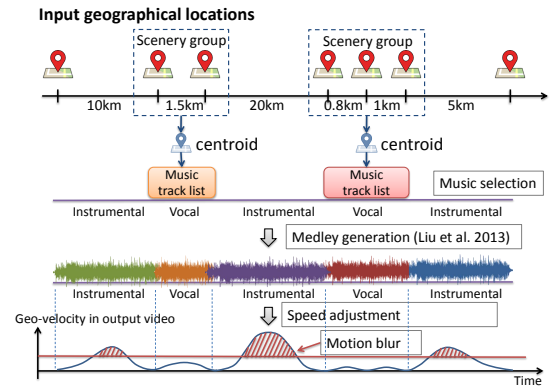 Input geographical locations
Scenery group
Scenery group
10km
1.5km
20km
0.8km
1km
5km
centroid
centroid
Music
track list
Music
track list
Music selection
Instrumental
Vocal
Instrumental
Vocal
Instrumental
Medley generation (Liu et al. 2013)
Instrumental
Vocal
Instrumental
Vocal
Instrumental
Speed adjustment
Geo-velocity in output video
Motion blur
Time